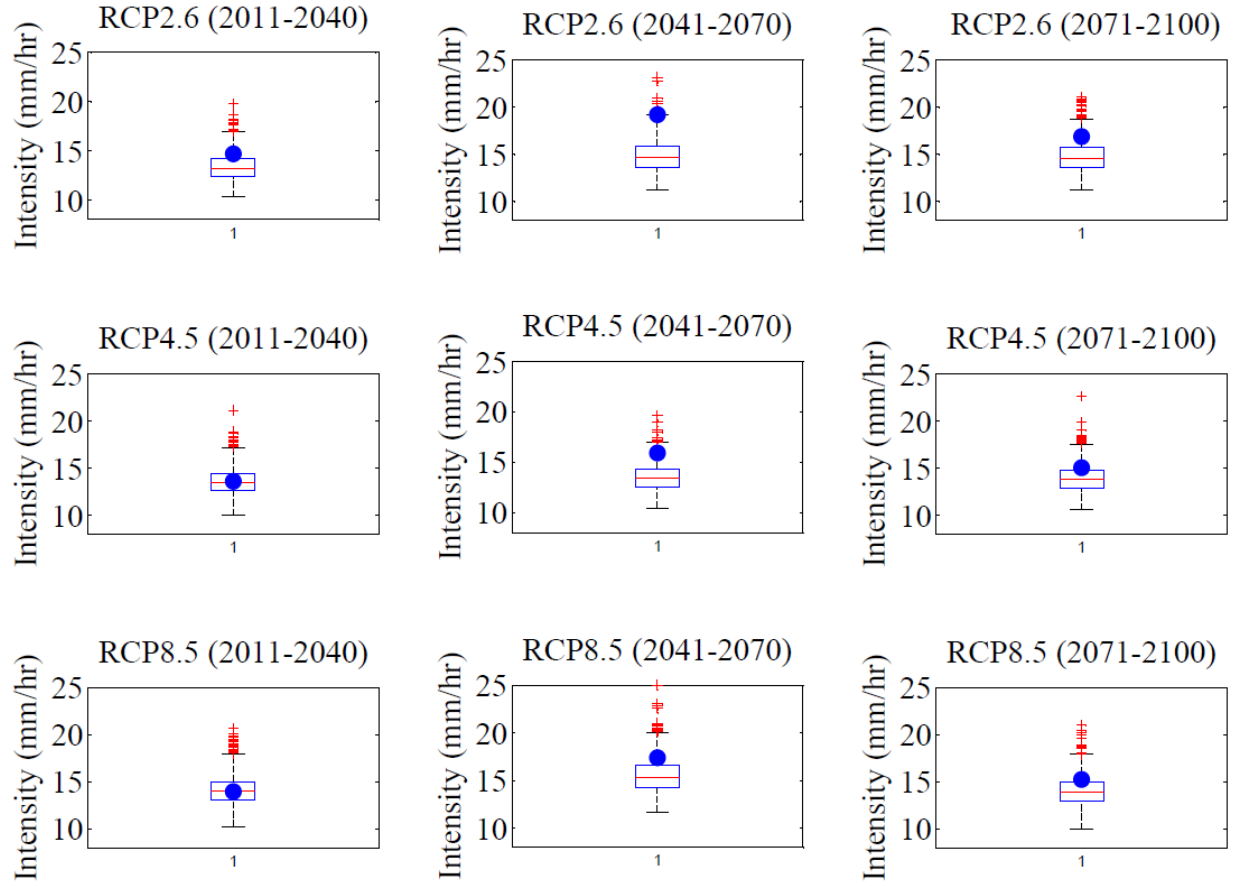 RCP2.6 (2011-2040)
Intensity (mm/hr)
25
20
15
10
1
RCP2.6 (2041-2070)
Intensity (mm/hr)
25
20
15
10
1
RCP2.6 (2071-2100)
Intensity (mm/hr)
25
20
15
10
1
RCP4.5 (2011-2040)
Intensity (mm/hr)
25
20
15
10
1
RCP4.5 (2041-2070)
Intensity (mm/hr)
25
20
15
10
1
RCP4.5 (2071-2100)
Intensity (mm/hr)
25
20
15
10
1
RCP8.5 (2011-2040)
Intensity (mm/hr)
25
20
15
10
1
RCP8.5 (2041-2070)
Intensity (mm/hr)
25
20
15
10
1
RCP8.5 (2071-2100)
Intensity (mm/hr)
25
20
15
10
1